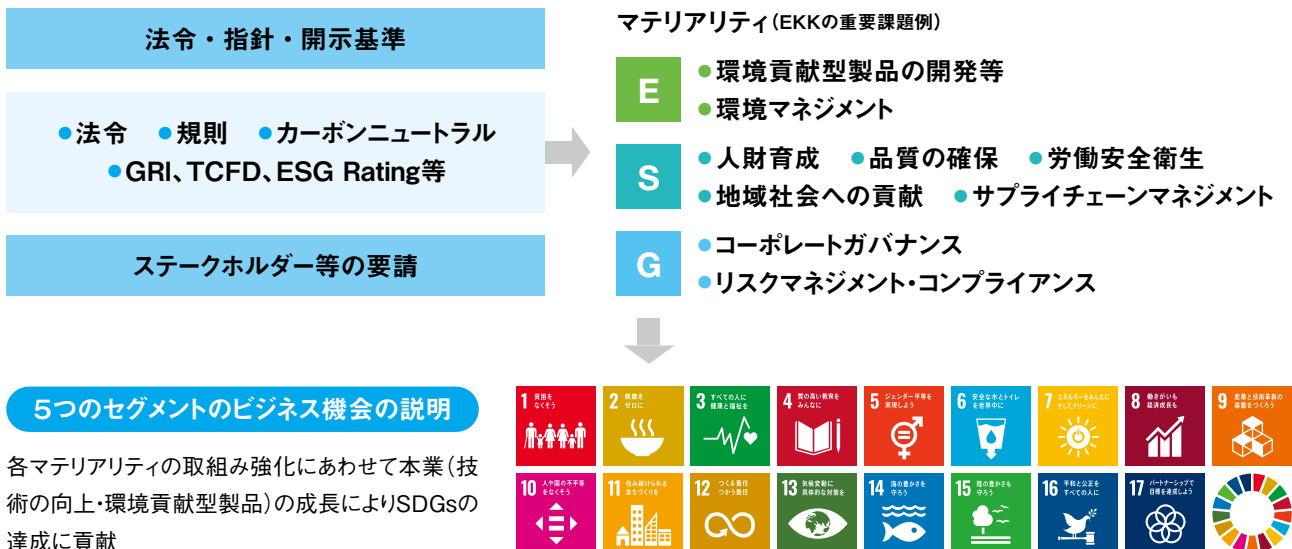 法令・指針・開示基準
●法令 ●規則 ●カーボンニュートラル
●GRI、TCFD、ESG Rating等
ステークホルダー等の要請
マテリアリティ(EKKの重要課題例)
E
●環境貢献型製品の開発等
●環境マネジメント
S
●人財育成 ●品質の確保 ●労働安全衛生
●地域社会への貢献 ●サプライチェーンマネジメント
G
●コーポレートガバナンス
●リスクマネジメント・コンプライアンス
5つのセグメントのビジネス機会の説明
各マテリアリティの取組み強化にあわせて本業(技
術の向上・環境貢献型製品)の成長によりSDGsの
達成に貢献
1 貧困を
なくそう
2 飢餓を
ゼロに
3 すべての人に
健康と福祉を
4 質の高い教育を
みんなに
5 ジェンダー平等を
実現しよう
6 安全な水とトイレ
を世界中に
7 エネルギーをみんなに
そしてクリーンに
8 働きがいも
経済成長も
9 産業と技術革新の
基盤をつくろう
10 人や国の不平等
をなくそう
11 住み続けられる
まちづくりを
12 つくる責任
つかう責任
13 気候変動に
具体的な対策を
14 海の豊かさを
守ろう
15 陸の豊かさも
守ろう
16 平和と公正を
すべての人に
17 パートナーシップで
目標を達成しよう